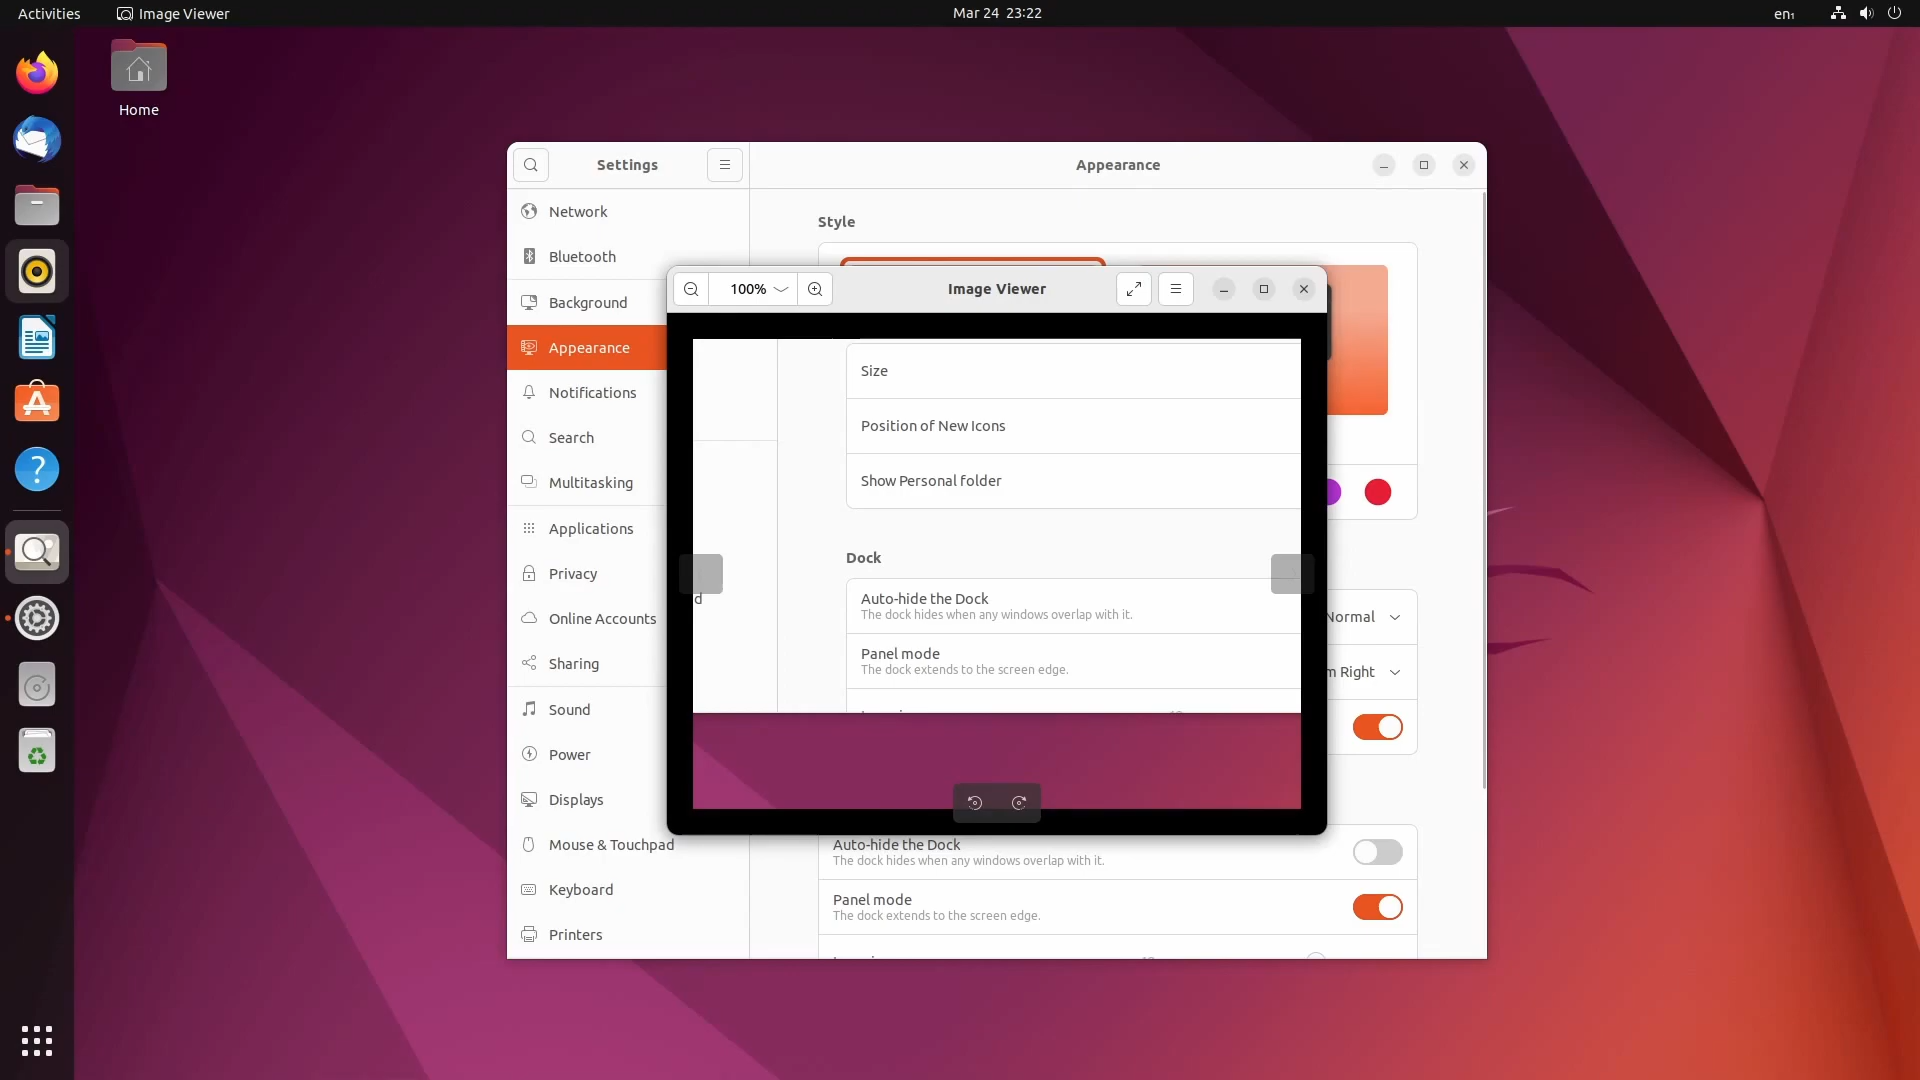 Activities
Image Viewer
Mar 24 23:22
en₁
Home
Settings
Appearance
Network
Bluetooth
Background
Appearance
Notifications
Search
Multitasking
Applications
Privacy
Online Accounts
Sharing
Sound
Power
Displays
Mouse & Touchpad
Keyboard
Printers
Style
100%
Image Viewer
Size
Position of New Icons
Show Personal folder
Dock
d
Auto-hide the Dock
The dock hides when any windows overlap with it.
Panel mode
The dock extends to the screen edge.
Normal
m Right
Auto-hide the Dock
The dock hides when any windows overlap with it.
Panel mode
The dock extends to the screen edge.